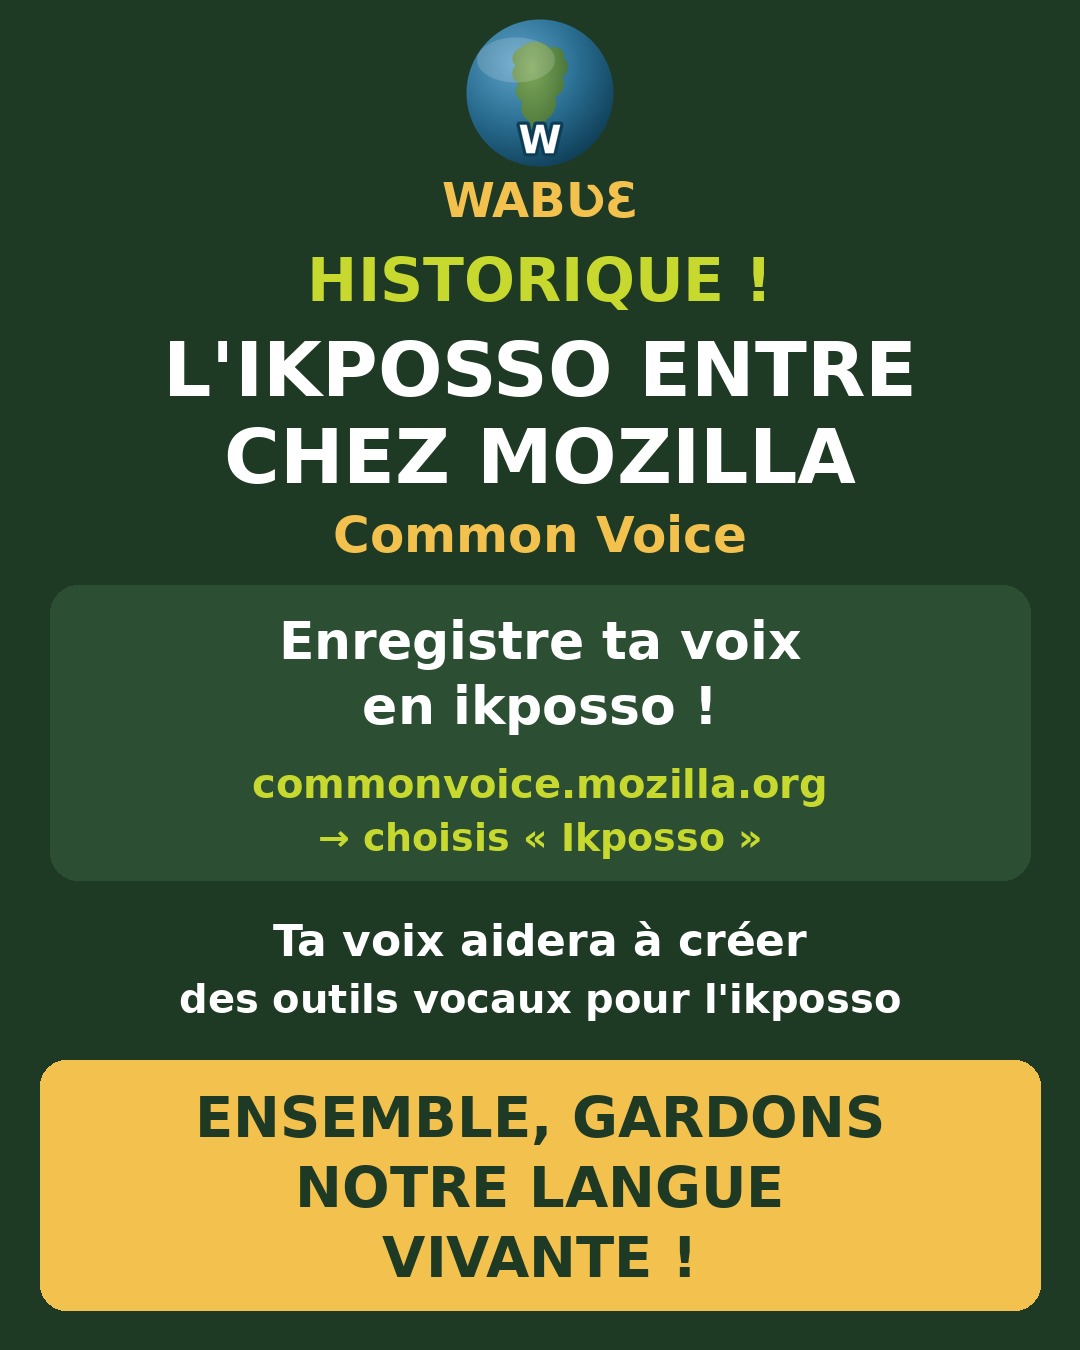 W
WABƲƐ
HISTORIQUE !
L'IKPOSSO ENTRE
CHEZ MOZILLA
Common Voice
Enregistre ta voix
en ikposso !
commonvoice.mozilla.org
→ choisis « Ikposso »
Ta voix aidera à créer
des outils vocaux pour l'ikposso
ENSEMBLE, GARDONS
NOTRE LANGUE
VIVANTE !